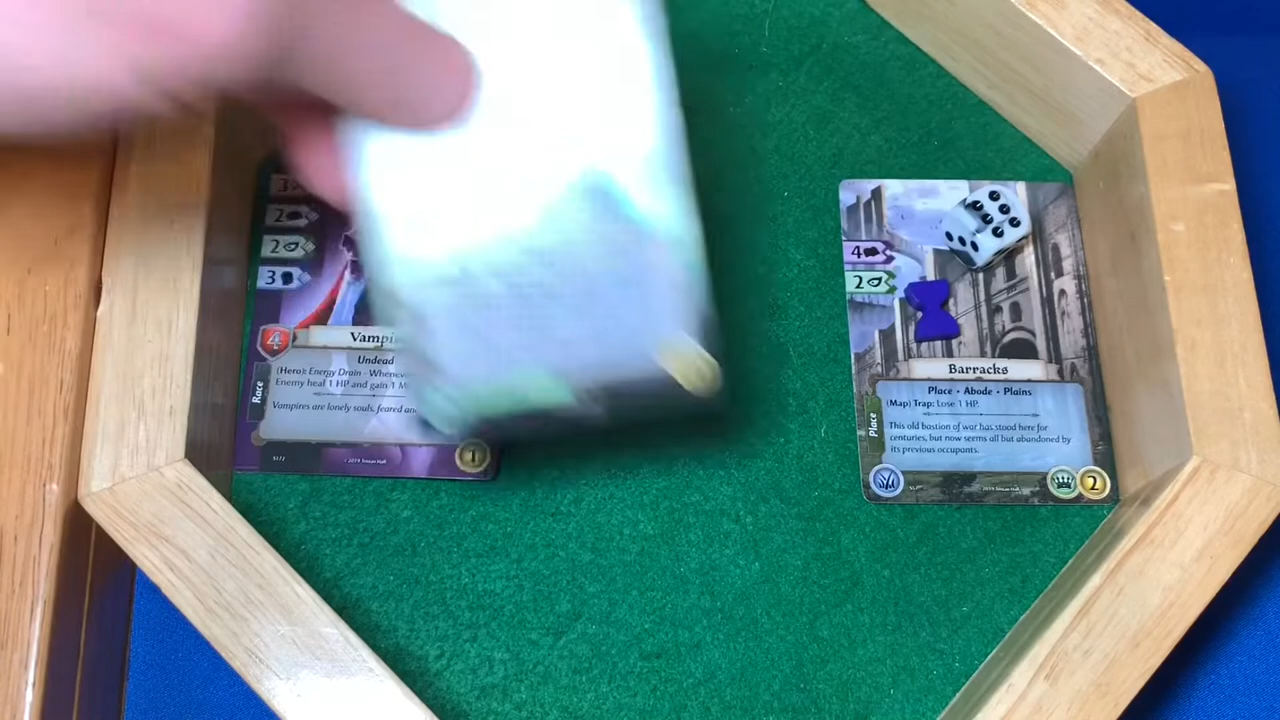 2
2
3
4
Vampi
Undead
(Hero): Energy Drain - Wheneve
Enemy heal 1 HP and gain 1 M
Race
Vampires are lonely souls, feared an
1
4
2
Barracks
Place • Abode • Plains
(Map) Trap: Lose 1 HP.
Place
This old bastion of war has stood here for
centuries, but now seems all but abandoned by
its previous occupants.
2